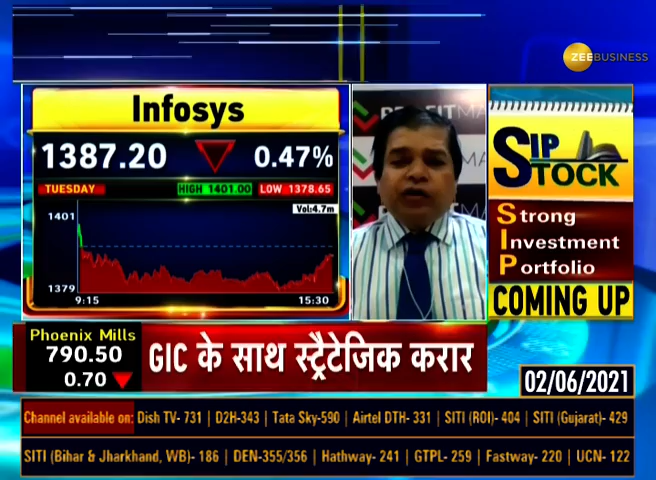 ZEEBUSINESS
Infosys
1387.20 0.47%
TUESDAY HIGH 1401.00 LOW 1378.65
Vol:4.7m
1401
1379
9:15 15:30
SIP STOCK
Strong
Investment
Portfolio
COMING UP
Phoenix Mills
790.50
0.70
GIC के साथ स्ट्रैटेजिक करार
02/06/2021
Channel available on: Dish TV- 731 | D2H-343 | Tata Sky-590 | Airtel DTH- 331 | SITI (ROI)- 404 | SITI (Gujarat)- 429
SITI (Bihar & Jharkhand, WB)- 186 | DEN-355/356 | Hathway- 241 | GTPL- 259 | Fastway- 220 | UCN- 122